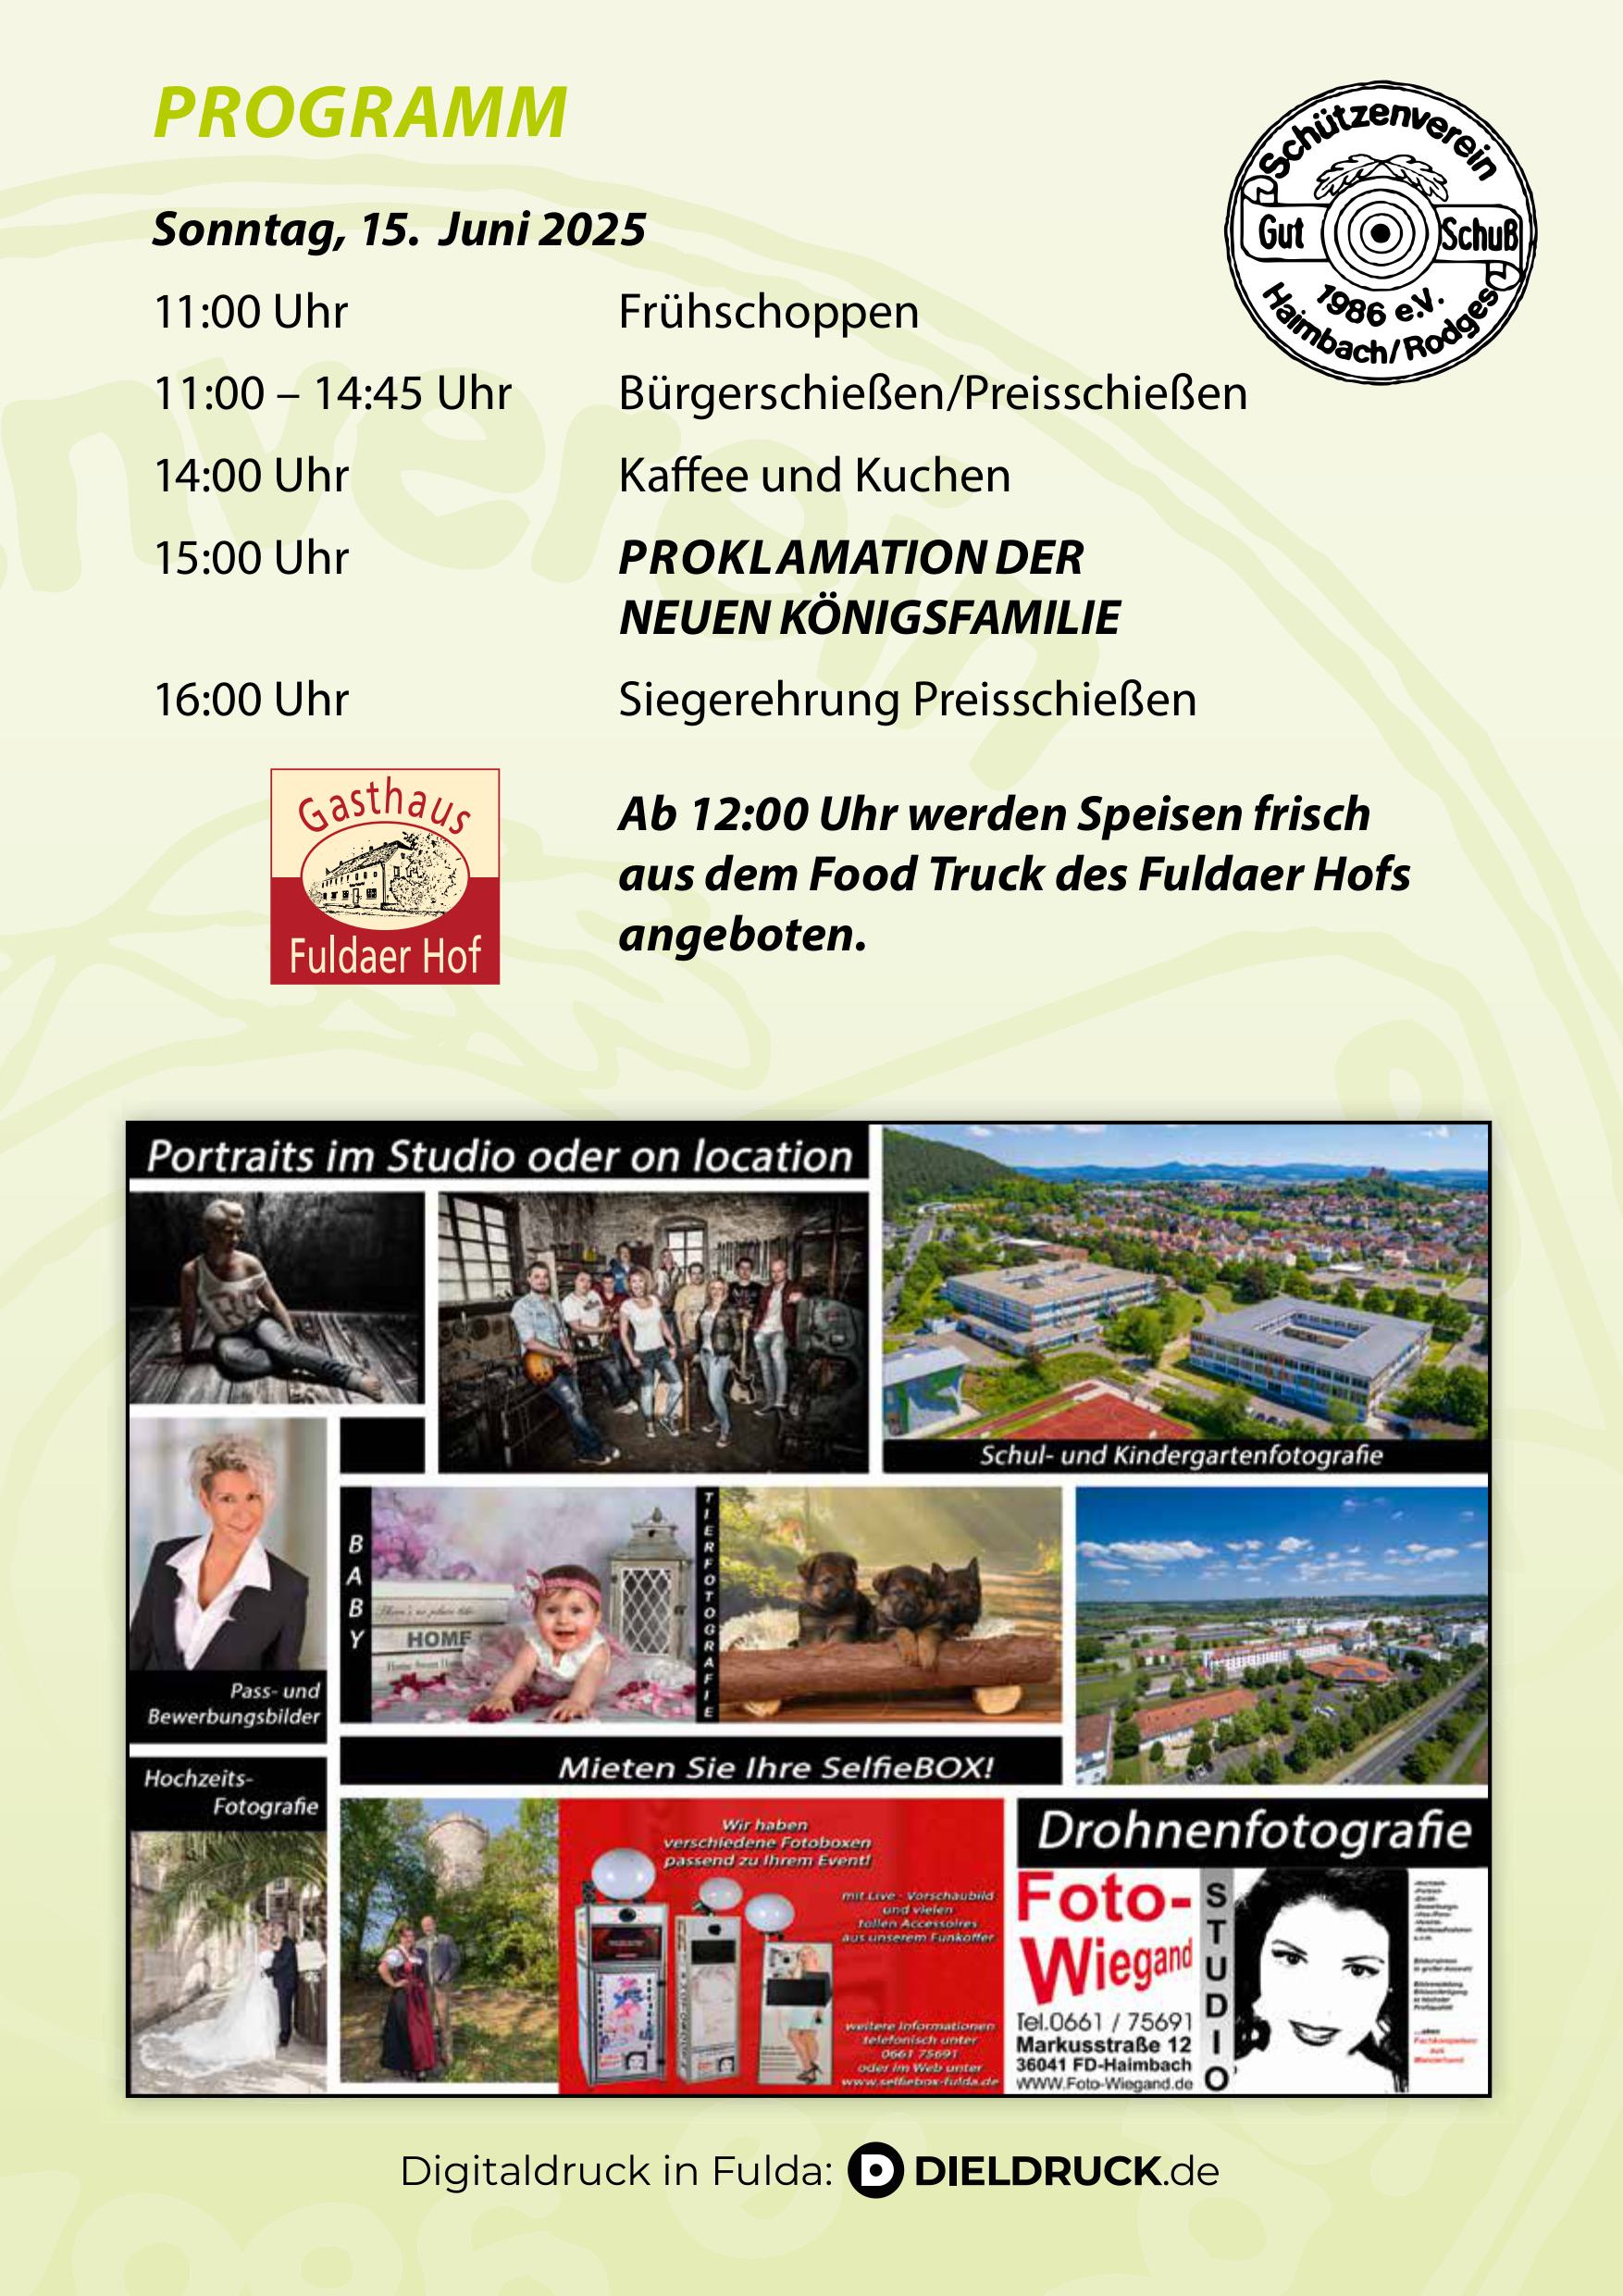 PROGRAMM
Schützenverein
Gut Schuß
1986 e.V.
Haimbach/Rodges
Sonntag, 15. Juni 2025
11:00 Uhr Frühschoppen
11:00 – 14:45 Uhr Bürgerschießen/Preisschießen
14:00 Uhr Kaffee und Kuchen
15:00 Uhr PROKLAMATION DER
NEUEN KÖNIGSFAMILIE
16:00 Uhr Siegerehrung Preisschießen
Gasthaus
Fuldaer Hof
Ab 12:00 Uhr werden Speisen frisch
aus dem Food Truck des Fuldaer Hofs
angeboten.
Portraits im Studio oder on location
Schul- und Kindergartenfotografie
Pass- und
Bewerbungsbilder
BABY
HOME
TIERFOTOGRAFIE
Mieten Sie Ihre SelfieBOX!
Hochzeits-
Fotografie
Wir haben
verschiedene Fotoboxen
passend zu Ihrem Event!
mit Live - Vorschaubild
und vielen
tollen Accessoires
aus unserem Funkoffer
weitere Informationen
telefonisch unter
0661 75691
oder im Web unter
www.selfiebox-fulda.de
Drohnenfotografie
Foto-
Wiegand
STUDIO
Tel.0661 / 75691
Markusstraße 12
36041 FD-Haimbach
WWW.Foto-Wiegand.de
Digitaldruck in Fulda: D DIELDRUCK.de